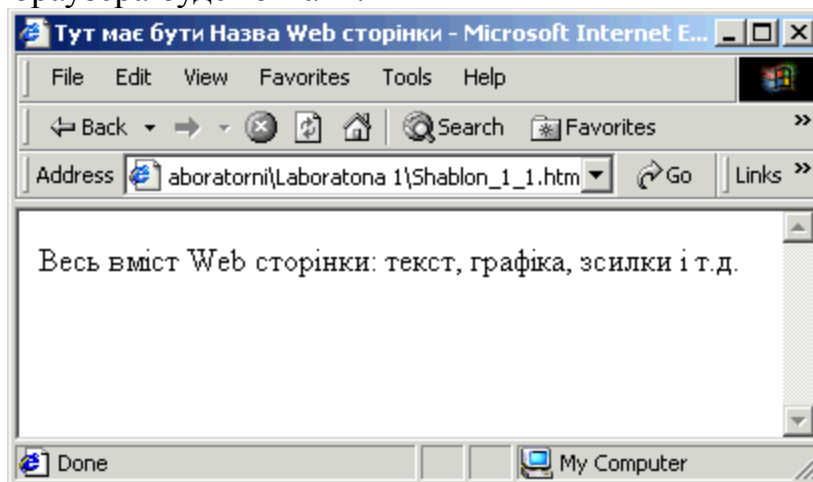 Тут має бути Назва Web сторінки - Microsoft Internet E...
File Edit View Favorites Tools Help
Back Search Favorites »
Address aboratorni\Laboratona 1\Shablon_1_1.htm Go Links »
Весь вміст Web сторінки: текст, графіка, зсилки і т.д.
Done My Computer